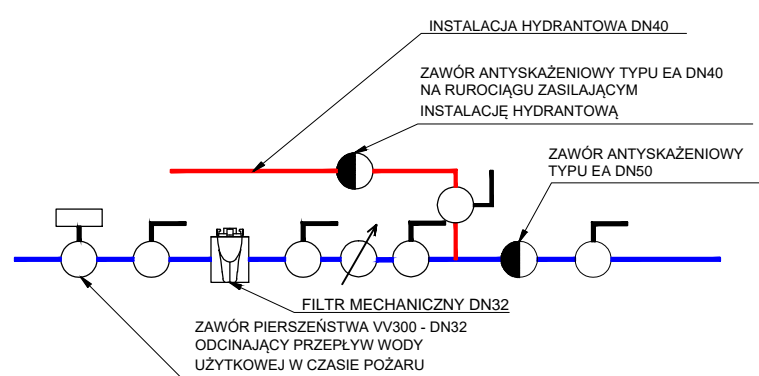 INSTALACJA HYDRANTOWA DN40
ZAWÓR ANTYSKAŻENIOWY TYPU EA DN40
NA RUROCIĄGU ZASILAJĄCYM
INSTALACJĘ HYDRANTOWĄ
ZAWÓR ANTYSKAŻENIOWY
TYPU EA DN50
FILTR MECHANICZNY DN32
ZAWÓR PIERSZEŃSTWA VV300 - DN32
ODCINAJĄCY PRZEPŁYW WODY
UŻYTKOWEJ W CZASIE POŻARU